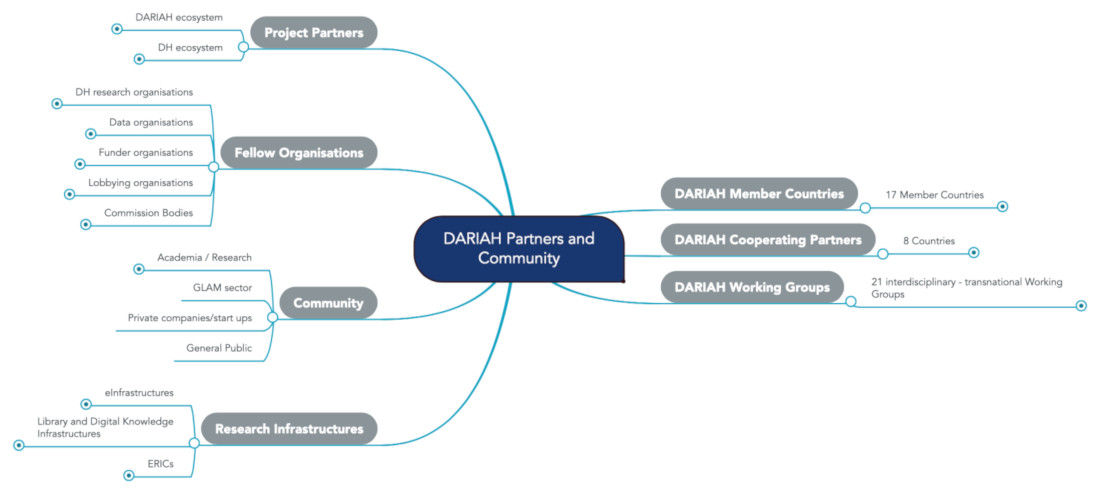 DARIAH ecosystem
DH ecosystem
Project Partners
DH research organisations
Data organisations
Funder organisations
Lobbying organisations
Commission Bodies
Fellow Organisations
Academia / Research
GLAM sector
Private companies/start ups
General Public
Community
eInfrastructures
Library and Digital Knowledge
Infrastructures
ERICs
Research Infrastructures
DARIAH Partners and
Community
DARIAH Member Countries
17 Member Countries
DARIAH Cooperating Partners
8 Countries
DARIAH Working Groups
21 interdisciplinary - transnational Working
Groups